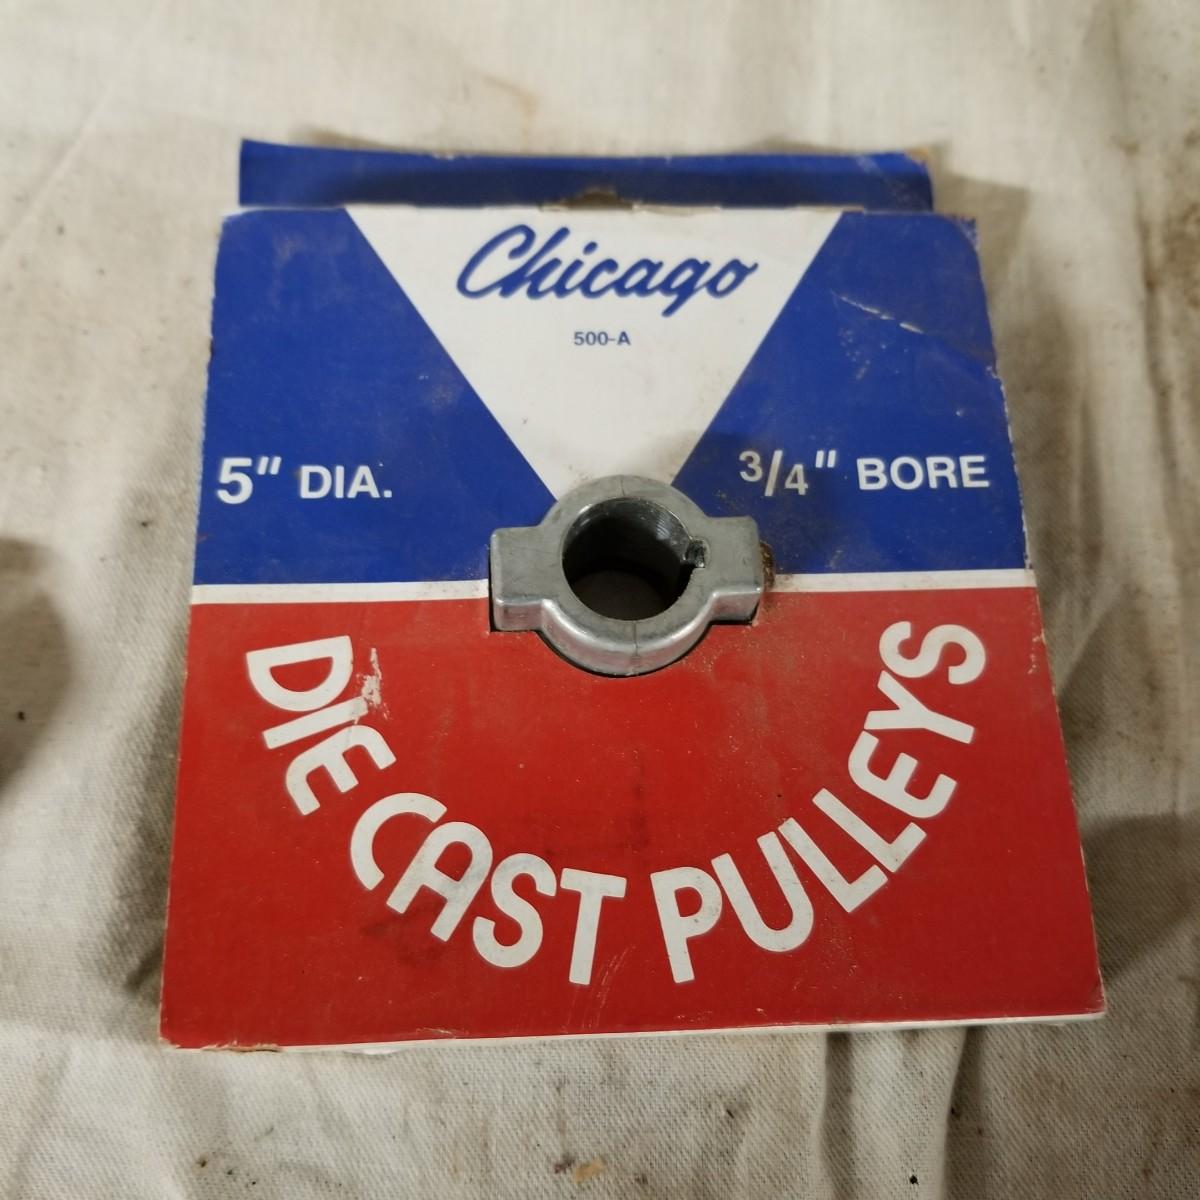 Chicago
500-A
5" DIA.
3/4" BORE
DIE CAST PULLEYS